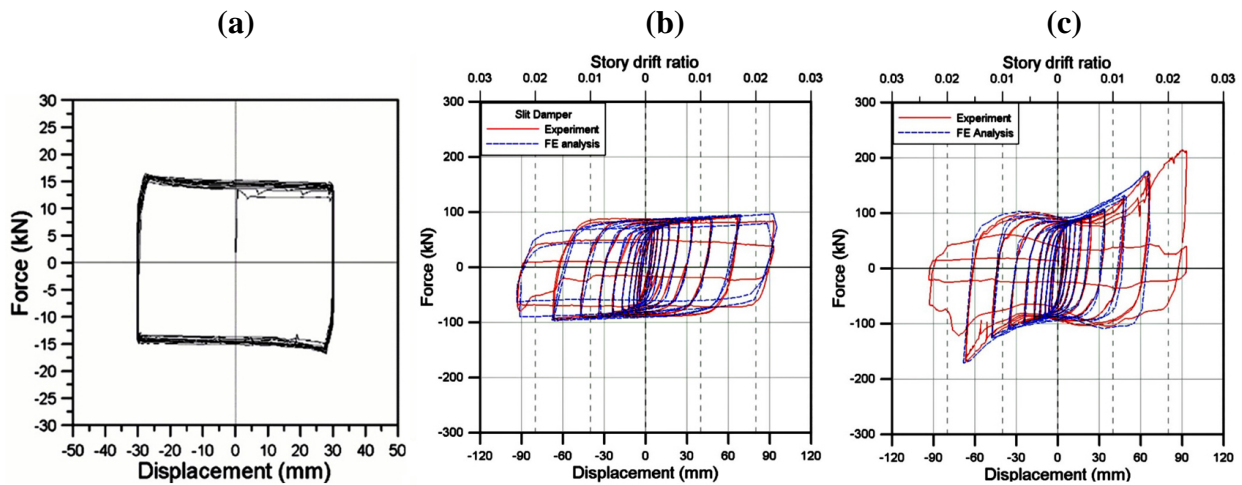 (a)
(b)
(c)
Force (kN)
30
25
20
15
10
5
0
-5
-10
-15
-20
-25
-30
-50 -40 -30 -20 -10 0 10 20 30 40 50
Displacement (mm)
Story drift ratio
0.03 0.02 0.01 0 0.01 0.02 0.03
Force (kN)
300
200
100
0
-100
-200
-300
Slit Damper
Experiment
FE analysis
-120 -90 -60 -30 0 30 60 90 120
Displacement (mm)
Story drift ratio
0.03 0.02 0.01 0 0.01 0.02 0.03
Force (kN)
300
200
100
0
-100
-200
-300
Experiment
FE Analysis
-120 -90 -60 -30 0 30 60 90 120
Displacement (mm)